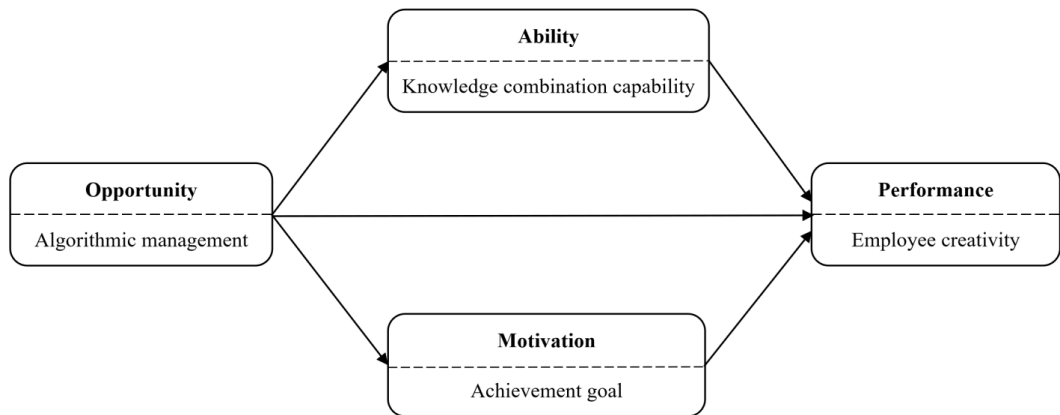 Ability
Knowledge combination capability
Opportunity
Algorithmic management
Performance
Employee creativity
Motivation
Achievement goal